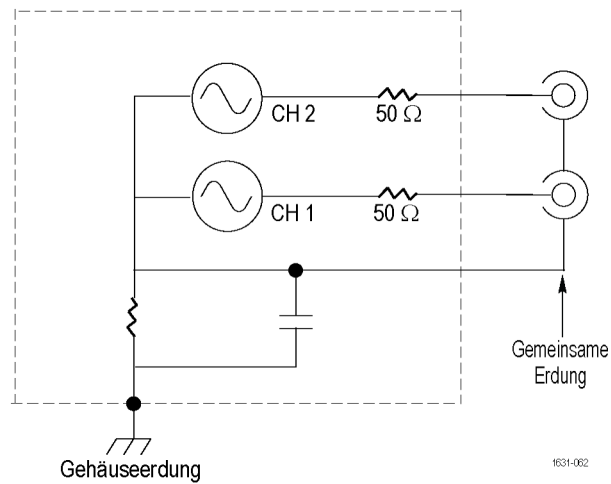 CH 2
50 Ω
CH 1
50 Ω
Gemeinsame
Erdung
Gehäuseerdung
1631-062